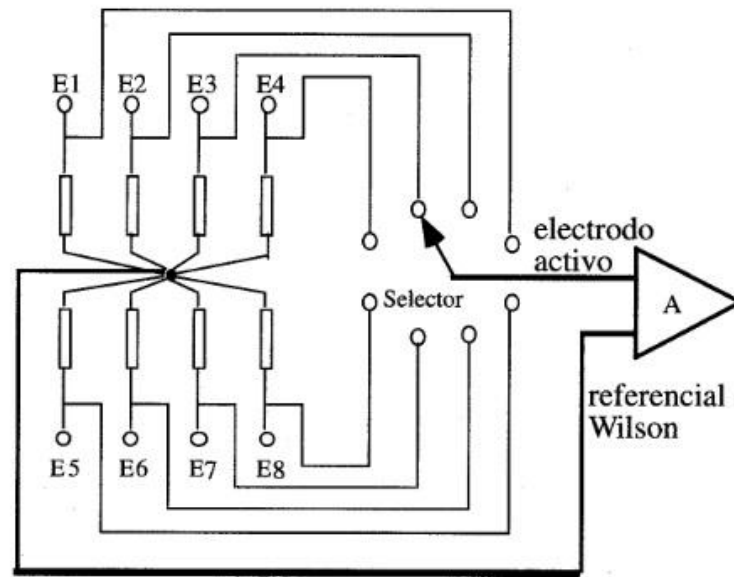 E1 E2 E3 E4
electrodo
activo
Selector
A
referencial
Wilson
E5 E6 E7 E8